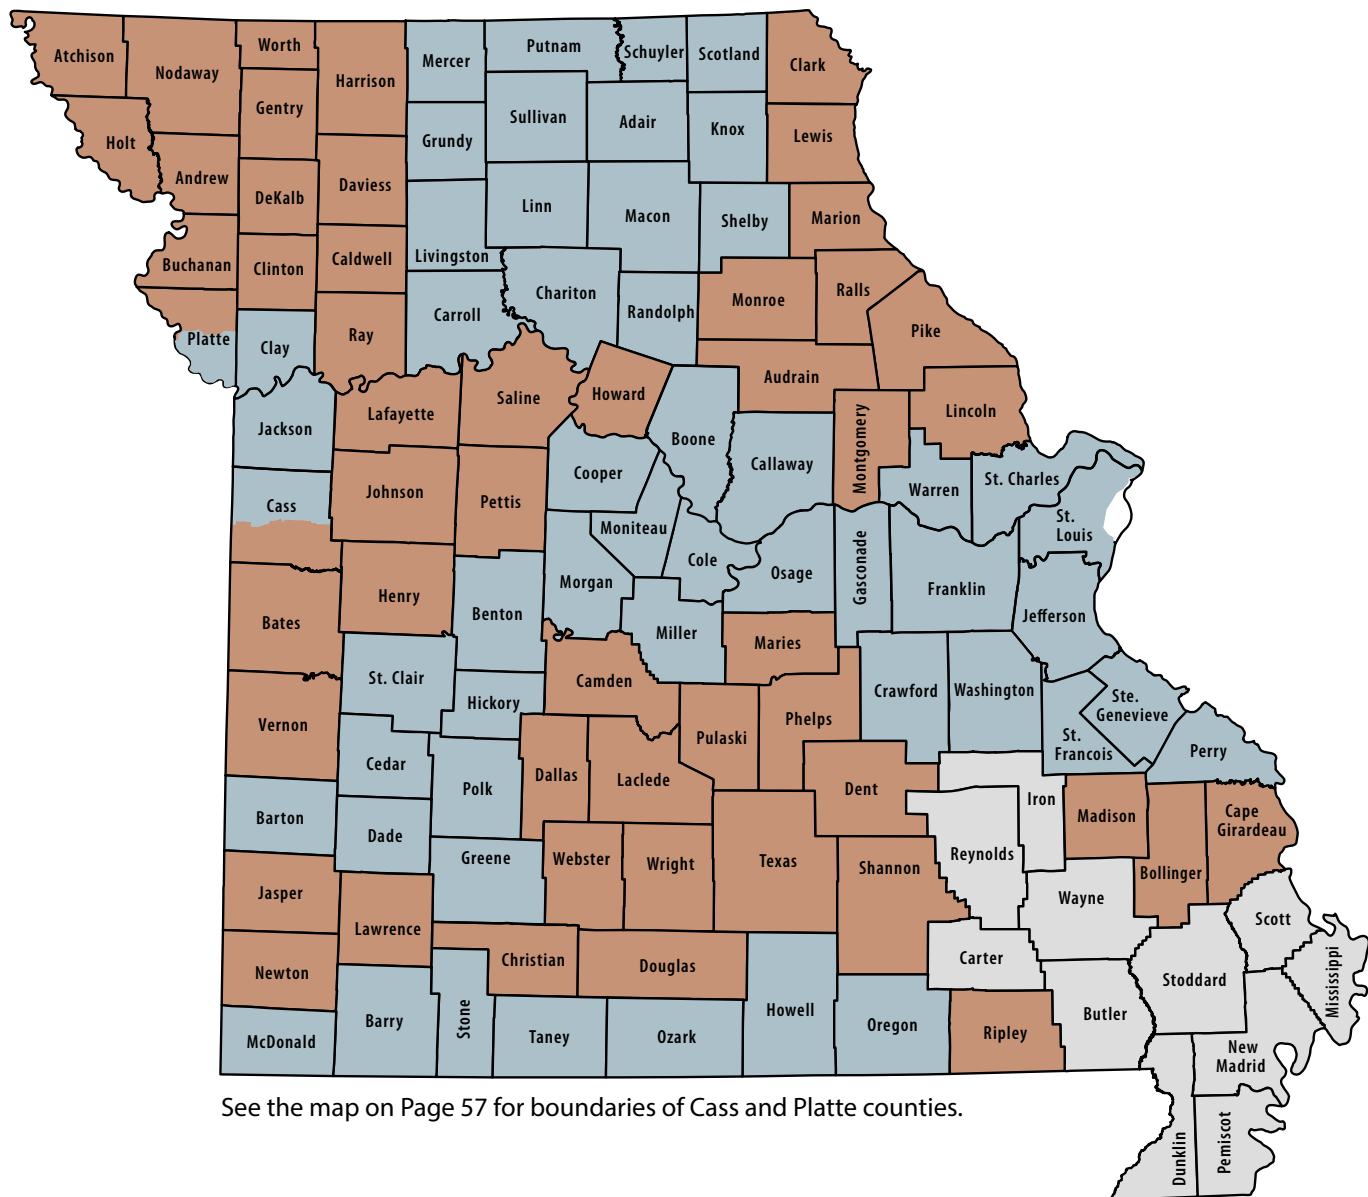 Atchison
Nodaway
Worth
Harrison
Mercer
Putnam
Schuyler
Scotland
Clark
Gentry
Sullivan
Adair
Knox
Lewis
Holt
Grundy
Andrew
DeKalb
Daviess
Linn
Macon
Shelby
Marion
Buchanan
Clinton
Caldwell
Livingston
Chariton
Randolph
Monroe
Ralls
Pike
Platte
Clay
Ray
Carroll
Audrain
Jackson
Lafayette
Saline
Howard
Boone
Callaway
Montgomery
Lincoln
Cass
Johnson
Pettis
Cooper
Moniteau
Warren
St. Charles
St.
Louis
Cole
Osage
Gasconade
Franklin
Jefferson
Bates
Henry
Benton
Morgan
Miller
Maries
St. Clair
Hickory
Camden
Pulaski
Phelps
Crawford
Washington
St.
Francois
Ste.
Genevieve
Perry
Vernon
Cedar
Polk
Dallas
Laclede
Dent
Iron
Madison
Bollinger
Cape
Girardeau
Barton
Dade
Greene
Webster
Wright
Texas
Shannon
Reynolds
Wayne
Jasper
Lawrence
Christian
Douglas
Carter
Stoddard
Scott
Mississippi
Newton
Barry
Stone
Taney
Ozark
Howell
Oregon
Ripley
Butler
New
Madrid
McDonald
Dunklin
Pemiscot
See the map on Page 57 for boundaries of Cass and Platte counties.